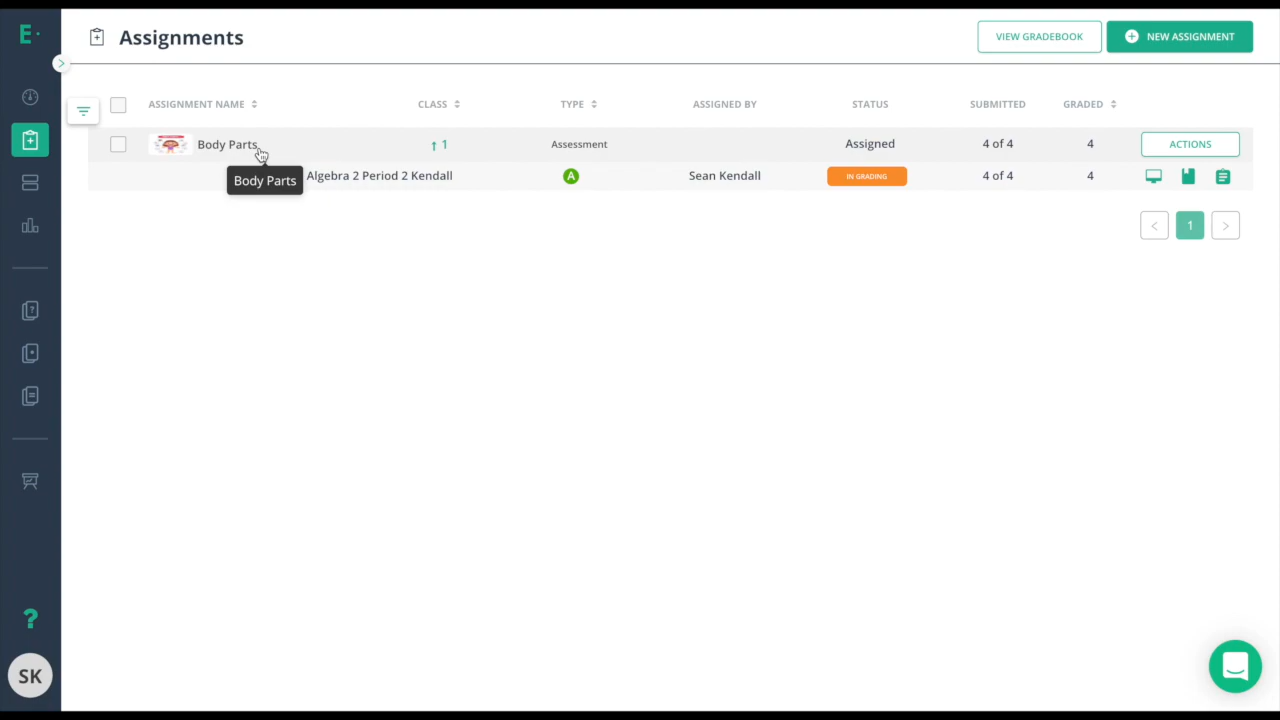 E·
Assignments
VIEW GRADEBOOK
NEW ASSIGNMENT
ASSIGNMENT NAME CLASS TYPE ASSIGNED BY STATUS SUBMITTED GRADED
Body Parts 1 Assessment Assigned 4 of 4 4 ACTIONS
Body Parts
Algebra 2 Period 2 Kendall A Sean Kendall IN GRADING 4 of 4 4
< 1 >
?
SK